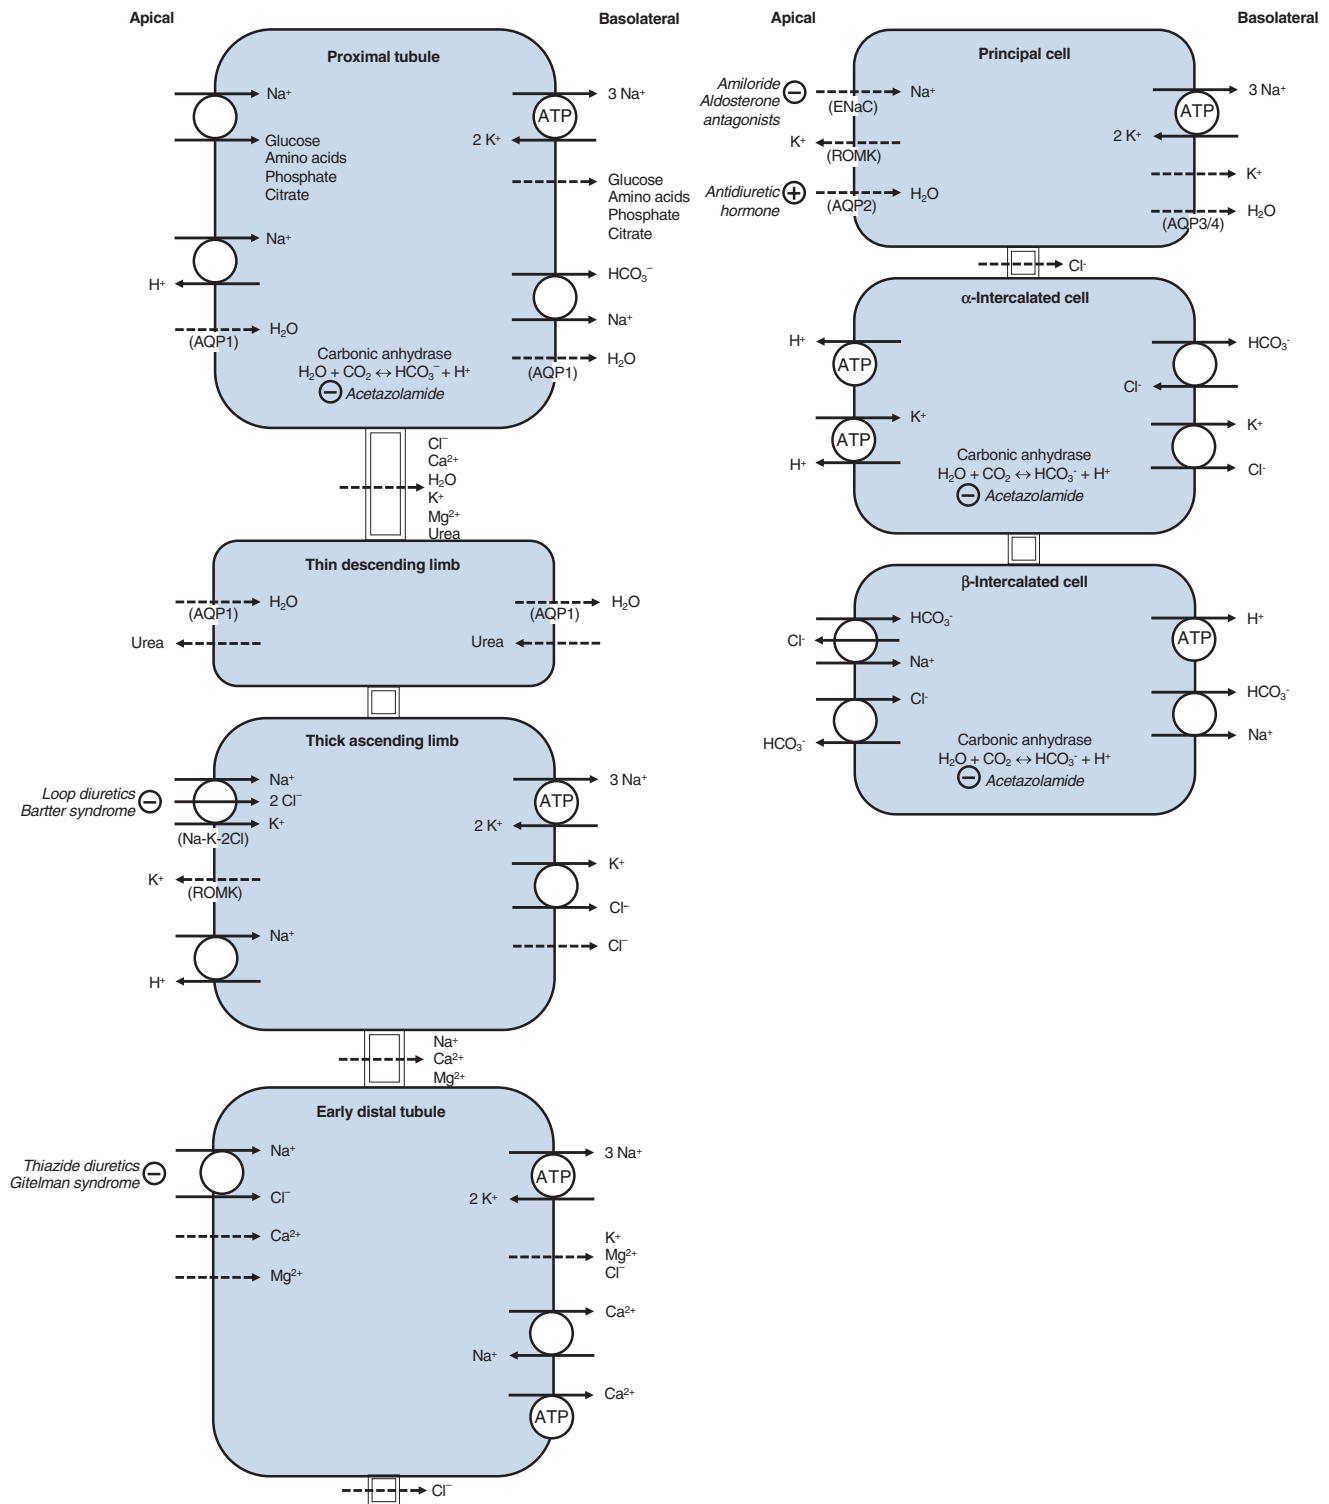 Apical
Basolateral
Proximal tubule
Na⁺
Glucose
Amino acids
Phosphate
Citrate
3 Na⁺
ATP
2 K⁺
Glucose
Amino acids
Phosphate
Citrate
Na⁺
H⁺
HCO₃⁻
Na⁺
H₂O
(AQP1)
H₂O
(AQP1)
Carbonic anhydrase
H₂O + CO₂ ↔ HCO₃⁻ + H⁺
− Acetazolamide
Cl⁻
Ca²⁺
H₂O
K⁺
Mg²⁺
Urea
Thin descending limb
H₂O
(AQP1)
H₂O
(AQP1)
Urea
Urea
Thick ascending limb
Loop diuretics
Bartter syndrome
−
Na⁺
2 Cl⁻
K⁺
(Na-K-2Cl)
3 Na⁺
ATP
2 K⁺
K⁺
(ROMK)
K⁺
Cl⁻
Na⁺
H⁺
Cl⁻
Na⁺
Ca²⁺
Mg²⁺
Early distal tubule
Thiazide diuretics
Gitelman syndrome
−
Na⁺
Cl⁻
3 Na⁺
ATP
2 K⁺
Ca²⁺
Mg²⁺
K⁺
Mg²⁺
Cl⁻
Ca²⁺
Na⁺
Ca²⁺
ATP
Cl⁻
Apical
Basolateral
Principal cell
Amiloride
Aldosterone
antagonists
−
Na⁺
(ENaC)
3 Na⁺
ATP
2 K⁺
K⁺
(ROMK)
K⁺
Antidiuretic
hormone
+
H₂O
(AQP2)
H₂O
(AQP3/4)
Cl-
α-Intercalated cell
H⁺
ATP
HCO₃-
Cl-
K⁺
ATP
H⁺
K⁺
Cl-
Carbonic anhydrase
H₂O + CO₂ ↔ HCO₃- + H⁺
− Acetazolamide
β-Intercalated cell
HCO₃-
Cl-
Na⁺
H⁺
ATP
Cl-
HCO₃-
HCO₃-
Na⁺
Carbonic anhydrase
H₂O + CO₂ ↔ HCO₃- + H⁺
− Acetazolamide